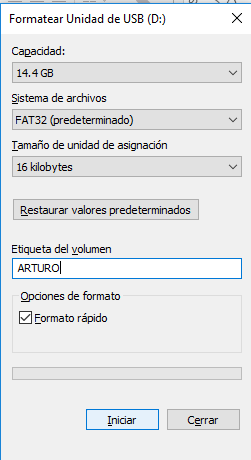 Formatear Unidad de USB (D:)
Capacidad:
14.4 GB
Sistema de archivos
FAT32 (predeterminado)
Tamaño de unidad de asignación
16 kilobytes
Restaurar valores predeterminados
Etiqueta del volumen
ARTURO
Opciones de formato
Formato rápido
Iniciar Cerrar